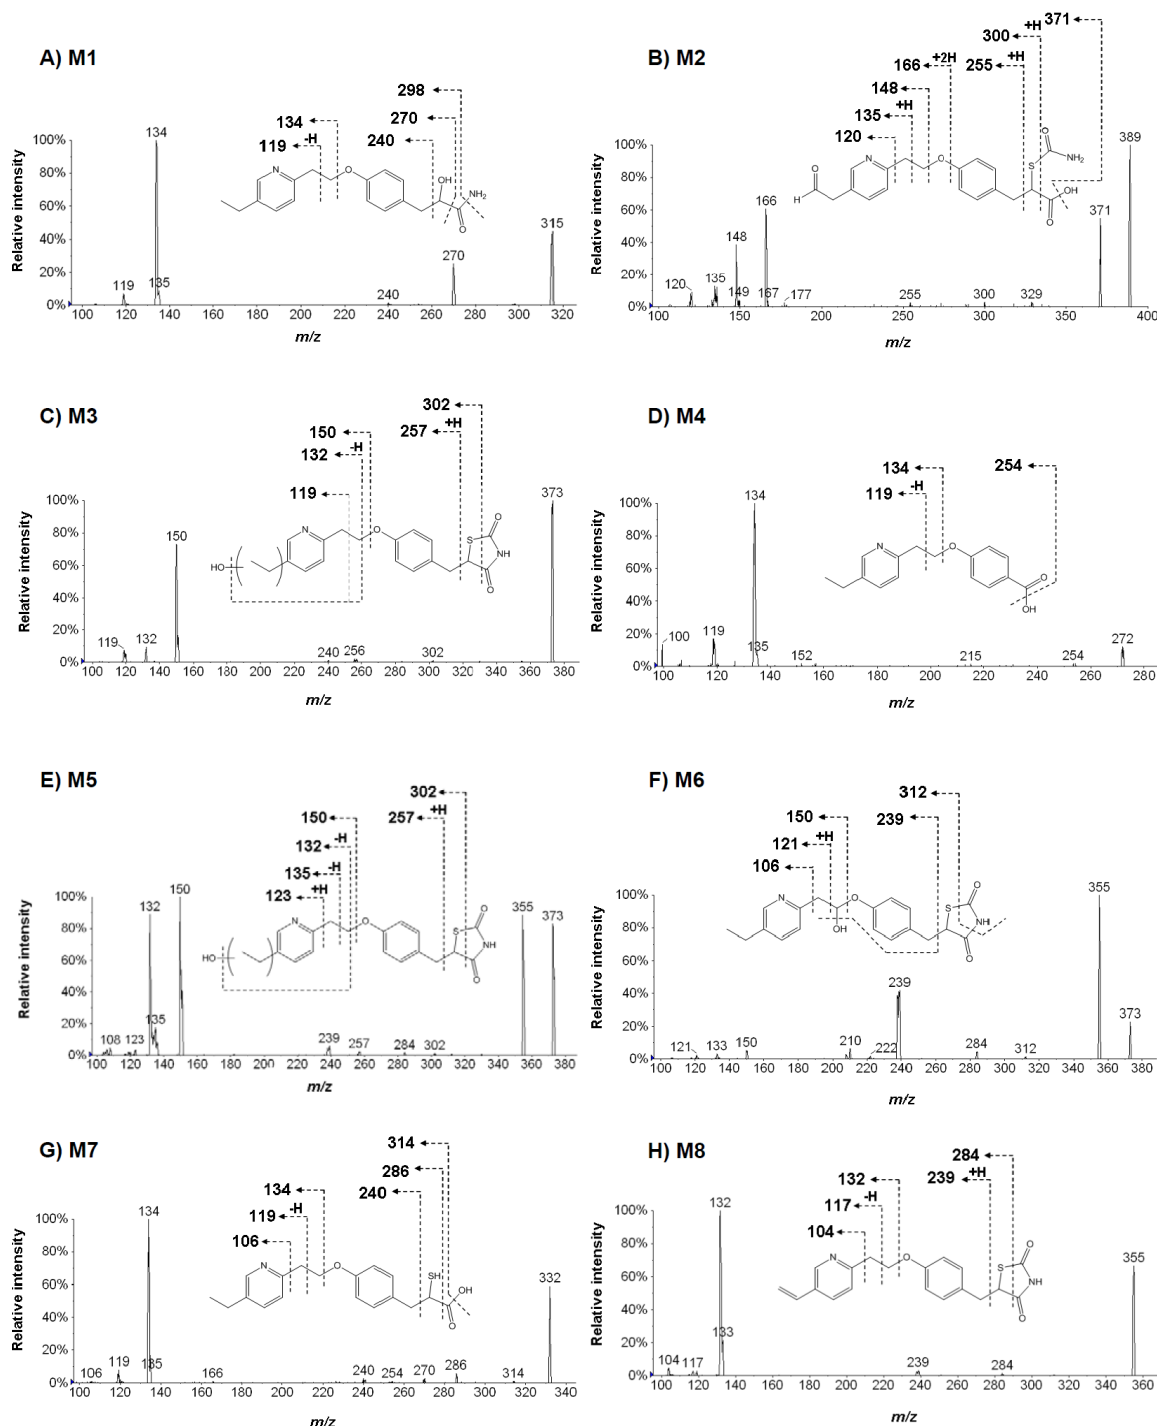 A) M1
298
134
270
119
-H
240
Relative intensity
100%
80%
60%
40%
20%
0%
134
119
135
240
270
315
N
O
OH
NH2
O
100 120 140 160 180 200 220 240 260 280 300 320
m/z
B) M2
371
300
+H
166
+2H
255
+H
148
135
+H
120
Relative intensity
100%
80%
60%
40%
20%
0%
120
135
148
149
166
167
177
255
300
329
371
389
O
H
N
O
O
S
NH2
OH
O
100 150 200 250 300 350 400
m/z
C) M3
302
150
257
+H
132
-H
119
Relative intensity
100%
80%
60%
40%
20%
0%
119
132
150
240
256
302
373
HO
N
O
S
O
NH
O
100 120 140 160 180 200 220 240 260 280 300 320 340 360 380
m/z
D) M4
134
254
119
-H
Relative intensity
100%
80%
60%
40%
20%
0%
100
119
134
135
152
215
254
272
N
O
O
OH
100 120 140 160 180 200 220 240 260 280
m/z
E) M5
302
150
257
+H
132
-H
135
-H
123
+H
Relative intensity
100%
80%
60%
40%
20%
0%
108
123
132
135
150
239
257
284
302
355
373
HO
N
O
S
O
NH
O
100 120 140 160 180 200 220 240 260 280 300 320 340 360 380
m/z
F) M6
312
150
239
121
+H
106
Relative intensity
100%
80%
60%
40%
20%
0%
121
133
150
210
222
239
284
312
355
373
N
O
OH
S
O
NH
O
100 120 140 160 180 200 220 240 260 280 300 320 340 360 380
m/z
G) M7
314
286
134
240
119
-H
106
Relative intensity
100%
80%
60%
40%
20%
0%
106
119
134
135
166
240
254
270
286
314
332
N
O
SH
OH
O
100 120 140 160 180 200 220 240 260 280 300 320 340
m/z
H) M8
284
132
239
+H
117
-H
104
Relative intensity
100%
80%
60%
40%
20%
0%
104
117
132
133
239
284
355
N
O
S
O
NH
O
100 120 140 160 180 200 220 240 260 280 300 320 340 360
m/z